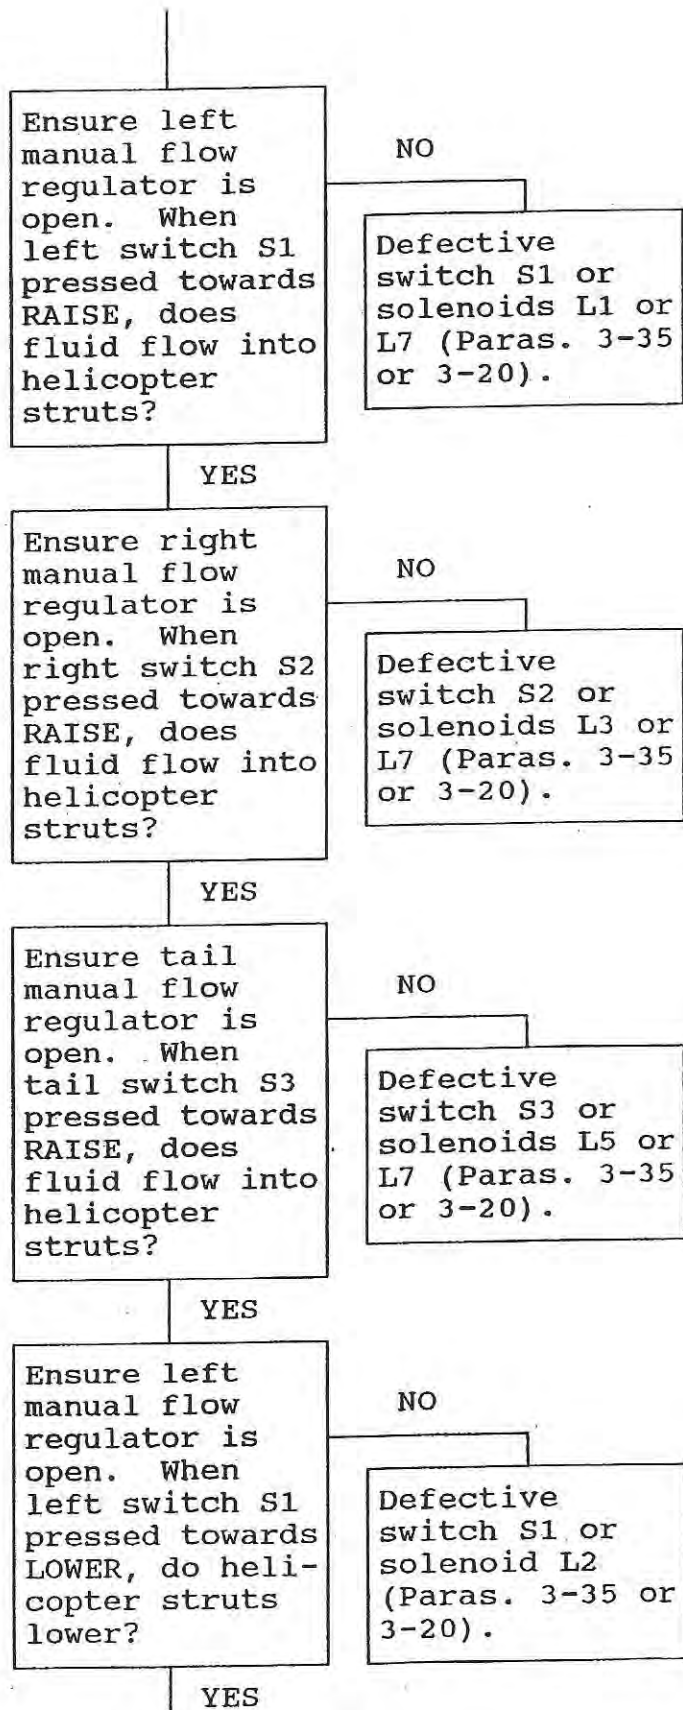 Ensure left
manual flow
regulator is
open. When
left switch S1
pressed towards
RAISE, does
fluid flow into
helicopter
struts?
NO
Defective
switch S1 or
solenoids L1 or
L7 (Paras. 3-35
or 3-20).
YES
Ensure right
manual flow
regulator is
open. When
right switch S2
pressed towards
RAISE, does
fluid flow into
helicopter
struts?
NO
Defective
switch S2 or
solenoids L3 or
L7 (Paras. 3-35
or 3-20).
YES
Ensure tail
manual flow
regulator is
open. When
tail switch S3
pressed towards
RAISE, does
fluid flow into
helicopter
struts?
NO
Defective
switch S3 or
solenoids L5 or
L7 (Paras. 3-35
or 3-20).
YES
Ensure left
manual flow
regulator is
open. When
left switch S1
pressed towards
LOWER, do heli-
copter struts
lower?
NO
Defective
switch S1 or
solenoid L2
(Paras. 3-35 or
3-20).
YES